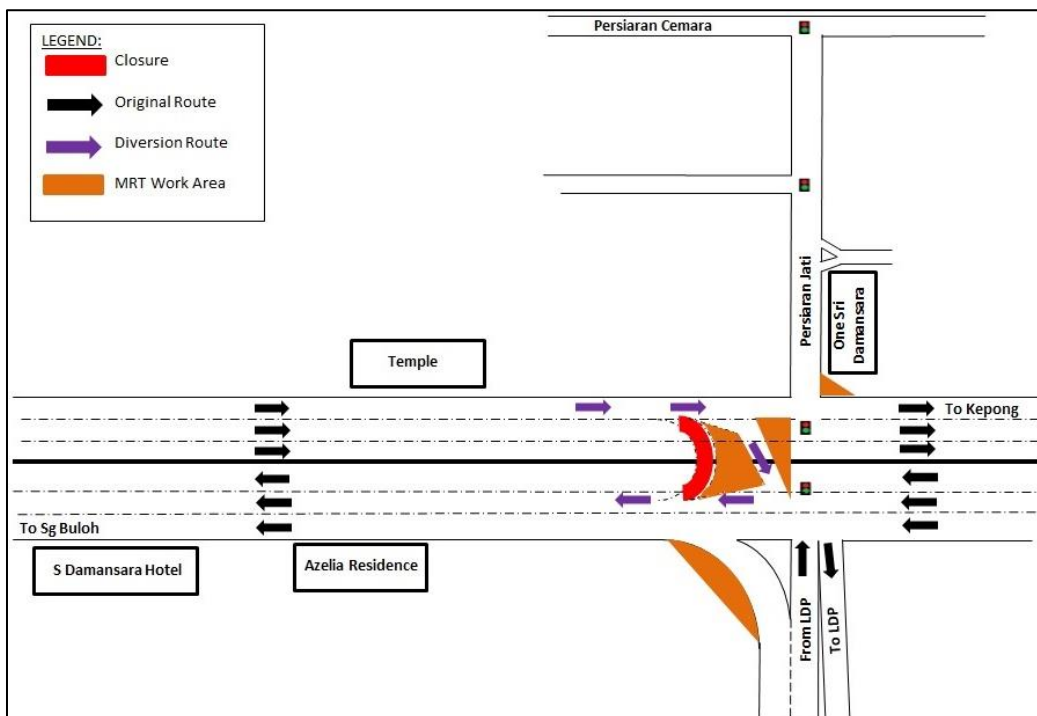 LEGEND:
Closure
Original Route
Diversion Route
MRT Work Area
Persiaran Cemara
Persiaran Jati
One Sri
Damansara
Temple
To Kepong
To Sg Buloh
S Damansara Hotel
Azelia Residence
From LDP
To LDP